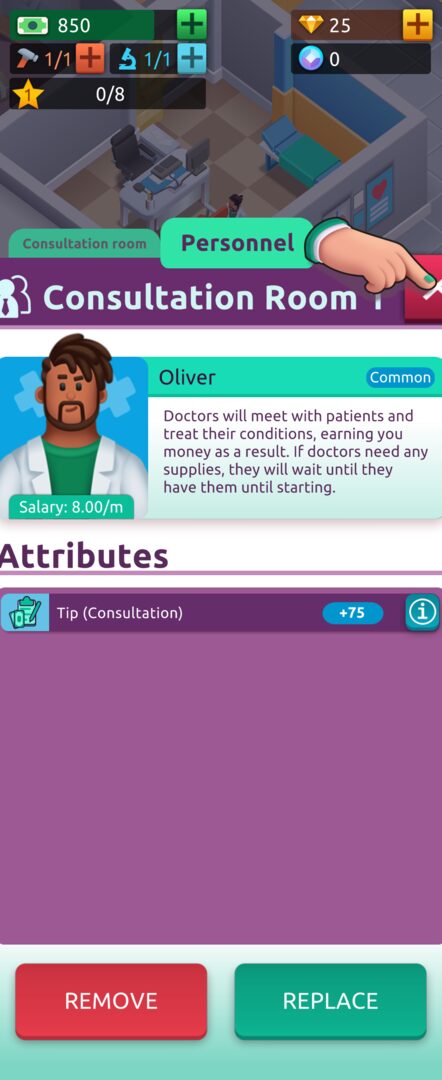 850
25
1/1
1/1
0
1
0/8
Consultation room
Personnel
Consultation Room 1
Oliver
Common
Doctors will meet with patients and
treat their conditions, earning you
money as a result. If doctors need any
supplies, they will wait until they
have them until starting.
Salary: 8.00/m
Attributes
Tip (Consultation)
+75
REMOVE
REPLACE